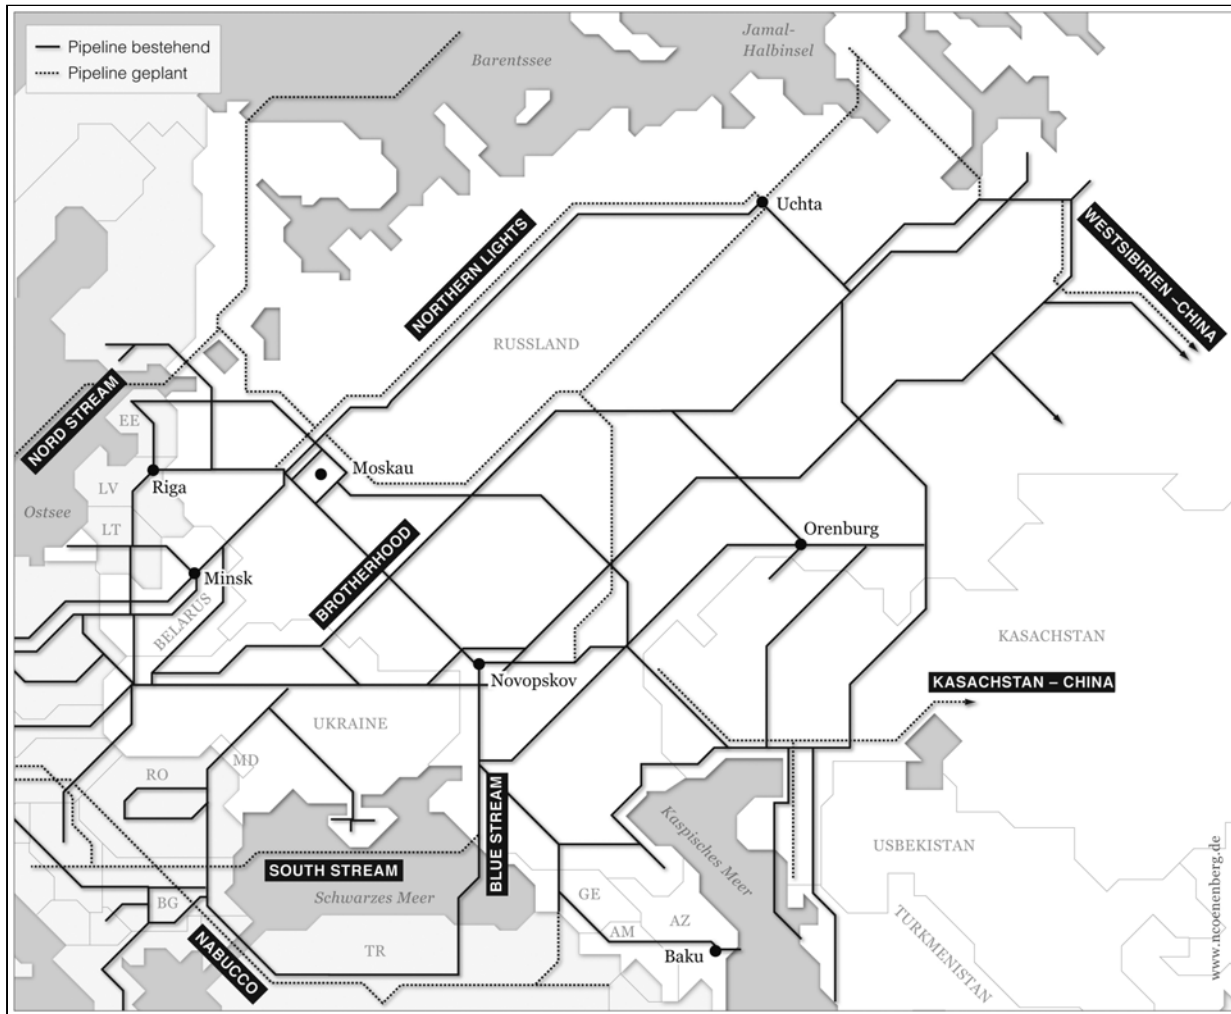 Pipeline bestehend
Pipeline geplant
Barentssee
Jamal-
Halbinsel
Uchta
NORTHERN LIGHTS
WESTSIBIRIEN –CHINA
RUSSLAND
NORD STREAM
EE
Moskau
LV
Riga
Ostsee
LT
Orenburg
BROTHERHOOD
Minsk
BELARUS
KASACHSTAN
Novopskov
KASACHSTAN – CHINA
UKRAINE
MD
RO
BLUE STREAM
Kaspisches Meer
USBEKISTAN
SOUTH STREAM
Schwarzes Meer
GE
BG
AZ
AM
TURKMENISTAN
NABUCCO
TR
Baku
www.ncoenenberg.de